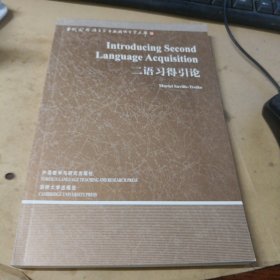 Introducing Second
Language Acquisition
二语习得引论
Muriel Saville-Troike
外语教学与研究出版社
FOREIGN LANGUAGE TEACHING AND RESEARCH PRESS
剑桥大学出版社
CAMBRIDGE UNIVERSITY PRESS